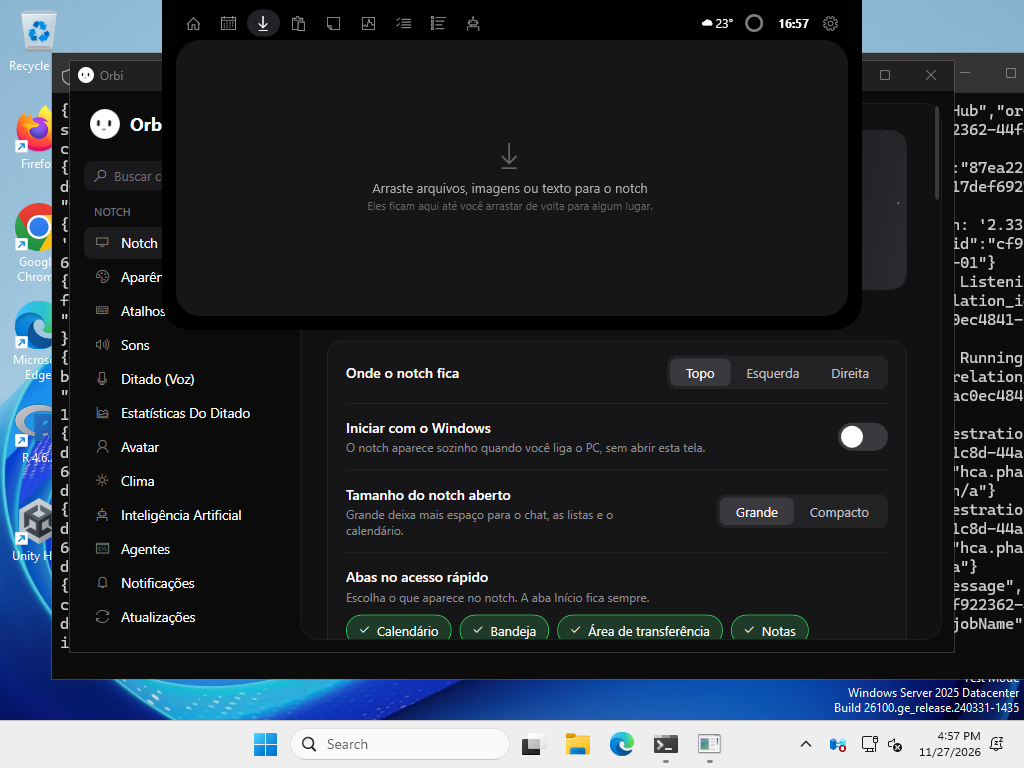 23°
16:57
Arraste arquivos, imagens ou texto para o notch
Eles ficam aqui até você arrastar de volta para algum lugar.
Orbi
Orb
Buscar c
NOTCH
Notch
Aparên
Atalhos
Sons
Ditado (Voz)
Estatísticas Do Ditado
Avatar
Clima
Inteligência Artificial
Agentes
Notificações
Atualizações
Onde o notch fica
Topo
Esquerda
Direita
Iniciar com o Windows
O notch aparece sozinho quando você liga o PC, sem abrir esta tela.
Tamanho do notch aberto
Grande deixa mais espaço para o chat, as listas e o
calendário.
Grande
Compacto
Abas no acesso rápido
Escolha o que aparece no notch. A aba Início fica sempre.
Calendário
Bandeja
Área de transferência
Notas
Recycle
Firefo
Googl
Chrom
Micros
Edge
R 4.6.
Unity H
Hub","or
2362-44f
:"87ea22
17def692
n: '2.33
id":"cf9
-01"}
Listeni
lation_i
0ec4841-
Running
relation
ac0ec484
estratio
1c8d-44a
"hca.pha
n/a"}
estratio
1c8d-44a
"hca.pha
a"}
essage",
f922362-
jobName"
Test Mode
Windows Server 2025 Datacenter
Build 26100.ge_release.240331-1435
Search
4:57 PM
11/27/2026